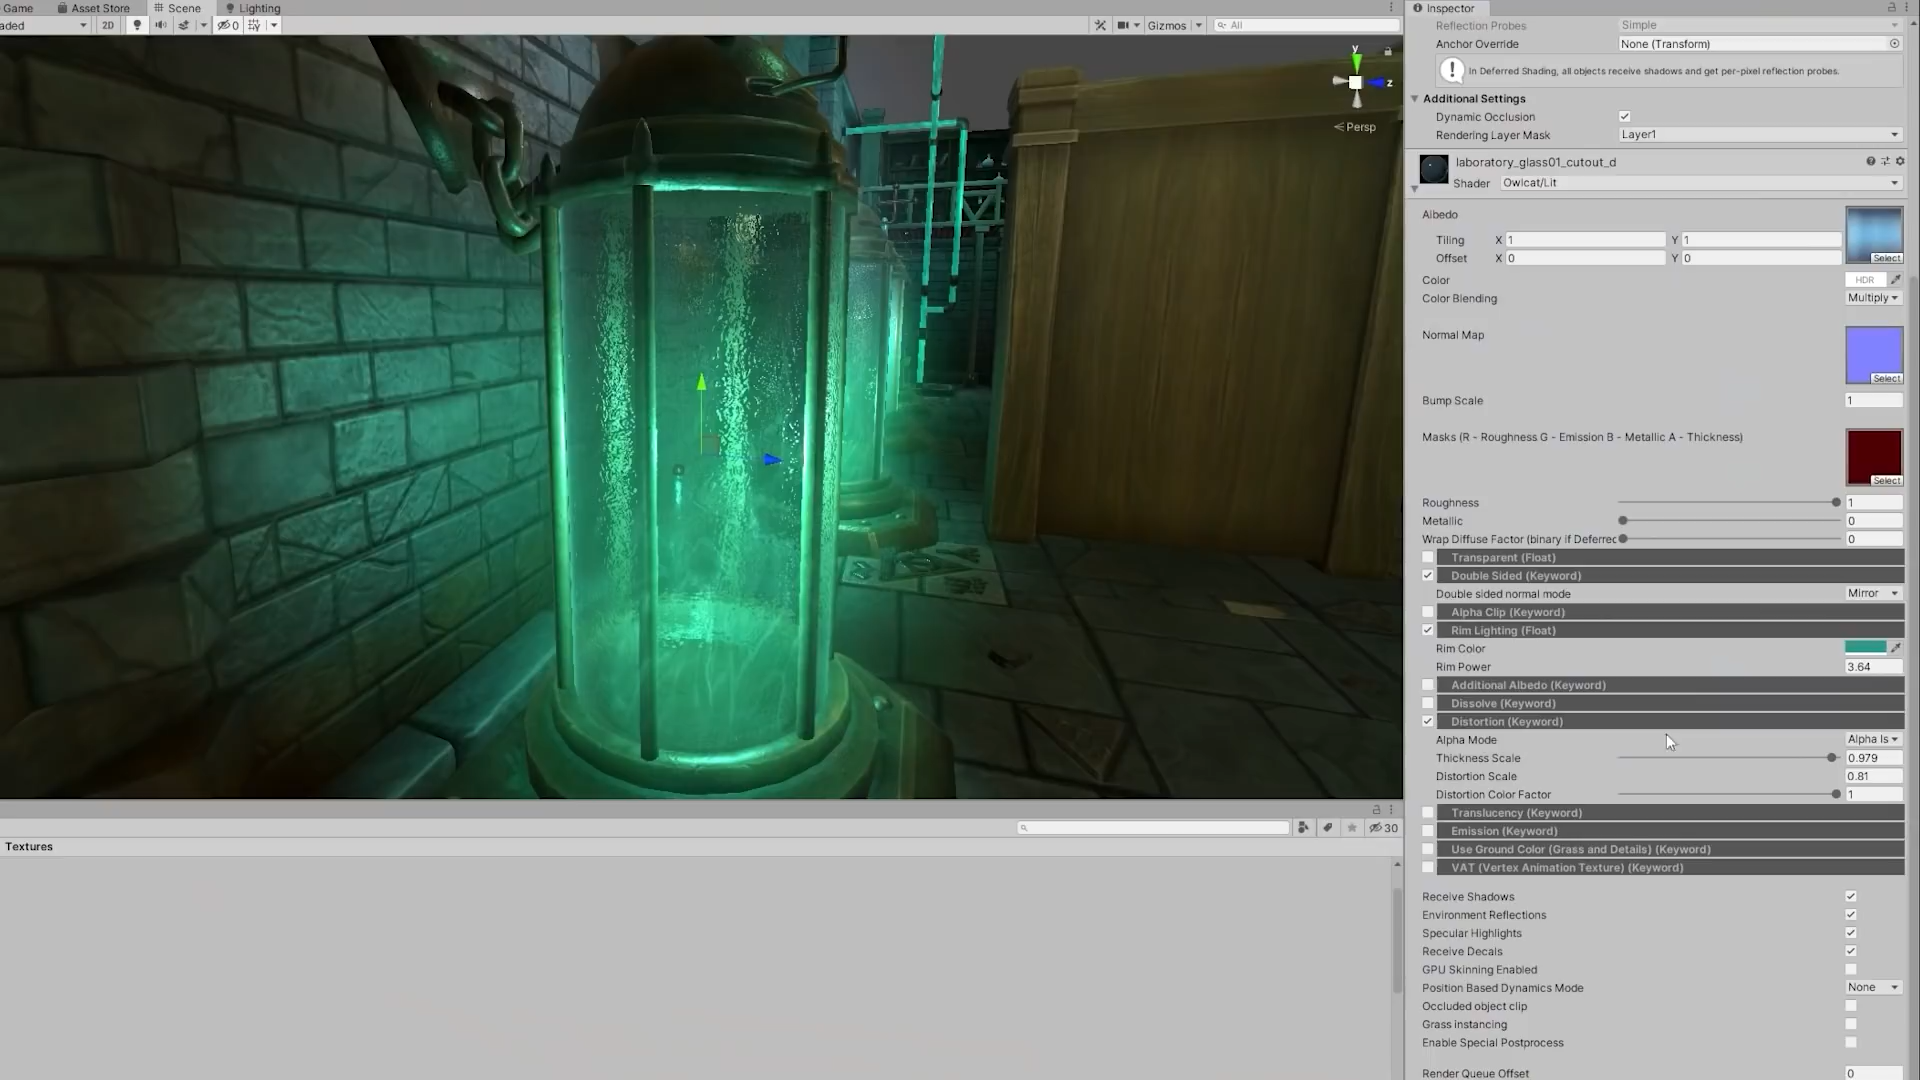 Game Asset Store Scene Lighting
aded 2D 0 Gizmos All
y
z
Persp
30
Textures
Inspector
Reflection Probes Simple
Anchor Override None (Transform)
In Deferred Shading, all objects receive shadows and get per-pixel reflection probes.
Additional Settings
Dynamic Occlusion
Rendering Layer Mask Layer1
laboratory_glass01_cutout_d
Shader Owlcat/Lit
Albedo
Tiling X 1 Y 1
Offset X 0 Y 0 Select
Color HDR
Color Blending Multiply
Normal Map
Select
Bump Scale 1
Masks (R - Roughness G - Emission B - Metallic A - Thickness)
Select
Roughness 1
Metallic 0
Wrap Diffuse Factor (binary if Deferrec 0
Transparent (Float)
Double Sided (Keyword)
Double sided normal mode Mirror
Alpha Clip (Keyword)
Rim Lighting (Float)
Rim Color
Rim Power 3.64
Additional Albedo (Keyword)
Dissolve (Keyword)
Distortion (Keyword)
Alpha Mode Alpha Is
Thickness Scale 0.979
Distortion Scale 0.81
Distortion Color Factor 1
Translucency (Keyword)
Emission (Keyword)
Use Ground Color (Grass and Details) (Keyword)
VAT (Vertex Animation Texture) (Keyword)
Receive Shadows
Environment Reflections
Specular Highlights
Receive Decals
GPU Skinning Enabled
Position Based Dynamics Mode None
Occluded object clip
Grass instancing
Enable Special Postprocess
Render Queue Offset 0